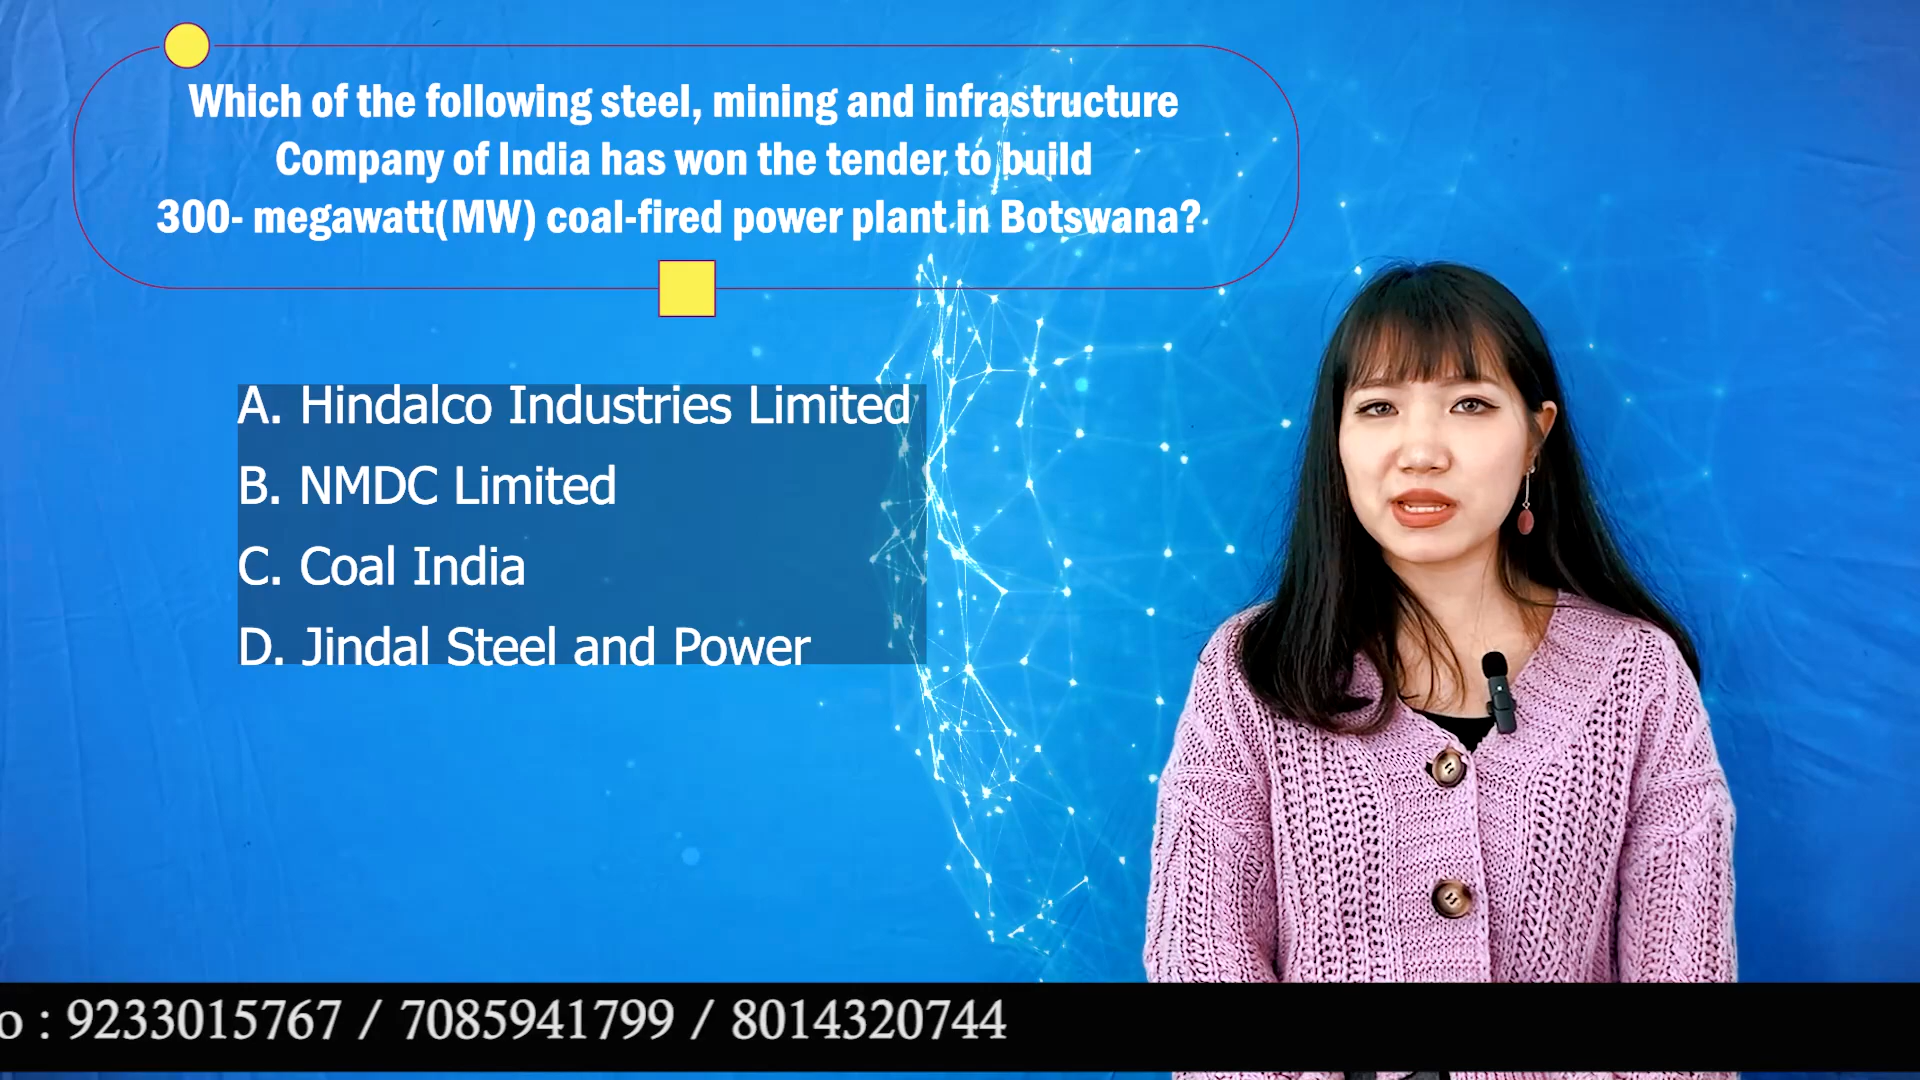 Which of the following steel, mining and infrastructure
Company of India has won the tender to build
300- megawatt(MW) coal-fired power plant in Botswana?
A. Hindalco Industries Limited
B. NMDC Limited
C. Coal India
D. Jindal Steel and Power
o : 9233015767 / 7085941799 / 8014320744